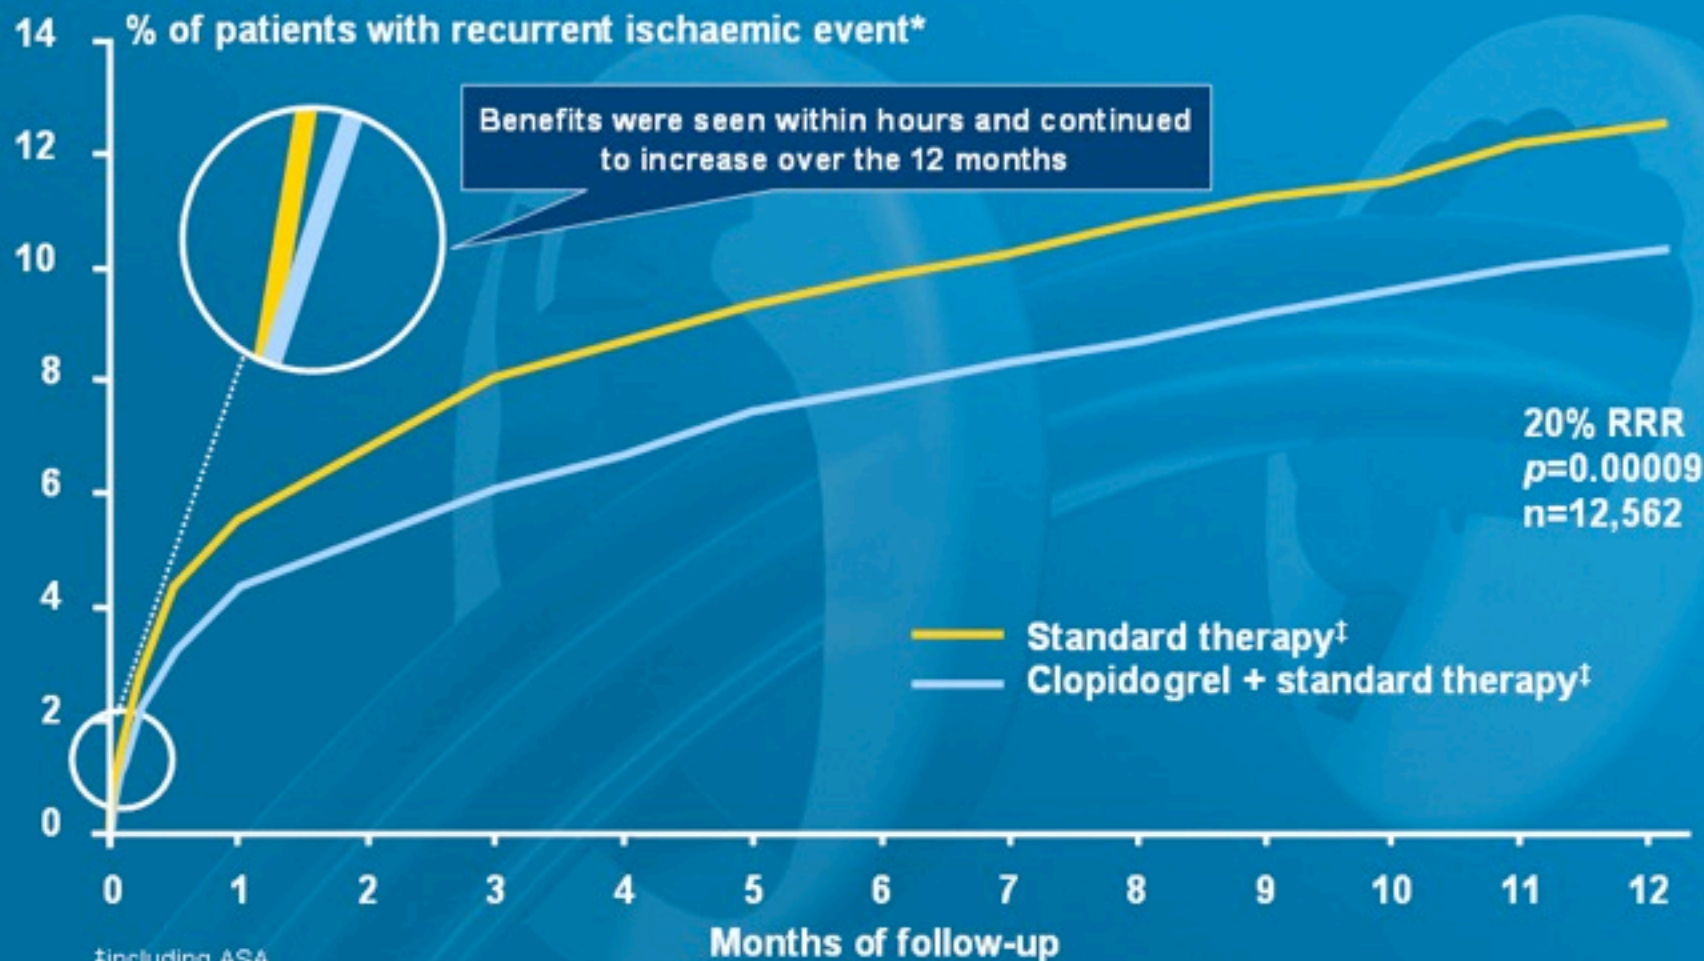 % of patients with recurrent ischaemic event*
14
12
10
8
6
4
2
0
Benefits were seen within hours and continued
to increase over the 12 months
20% RRR
p=0.00009
n=12,562
Standard therapy‡
Clopidogrel + standard therapy‡
0 1 2 3 4 5 6 7 8 9 10 11 12
Months of follow-up
‡including ASA